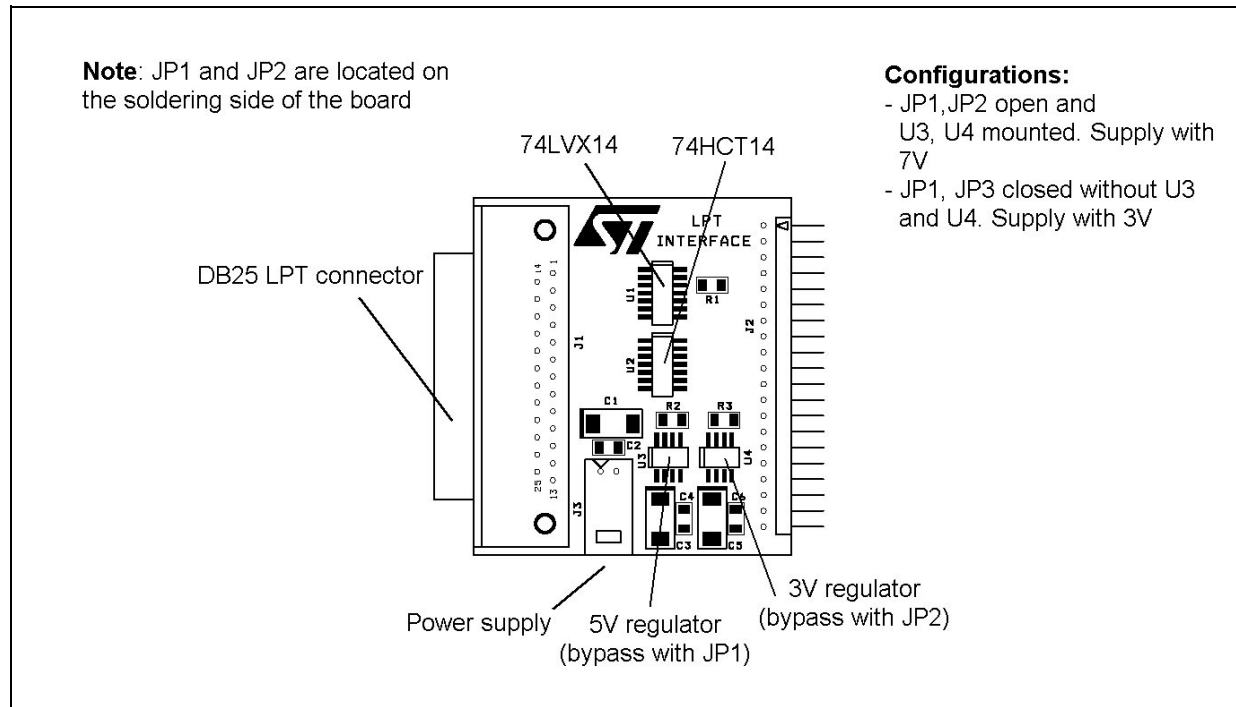 Note: JP1 and JP2 are located on
the soldering side of the board
Configurations:
- JP1,JP2 open and
U3, U4 mounted. Supply with
7V
- JP1, JP3 closed without U3
and U4. Supply with 3V
74LVX14
74HCT14
DB25 LPT connector
ST
LPT
INTERFACE
14
1
U1
R1
J1
J2
U2
C1
R2
R3
C2
U3
U4
25
13
J3
C4
C6
C3
C5
Power supply
5V regulator
(bypass with JP1)
3V regulator
(bypass with JP2)